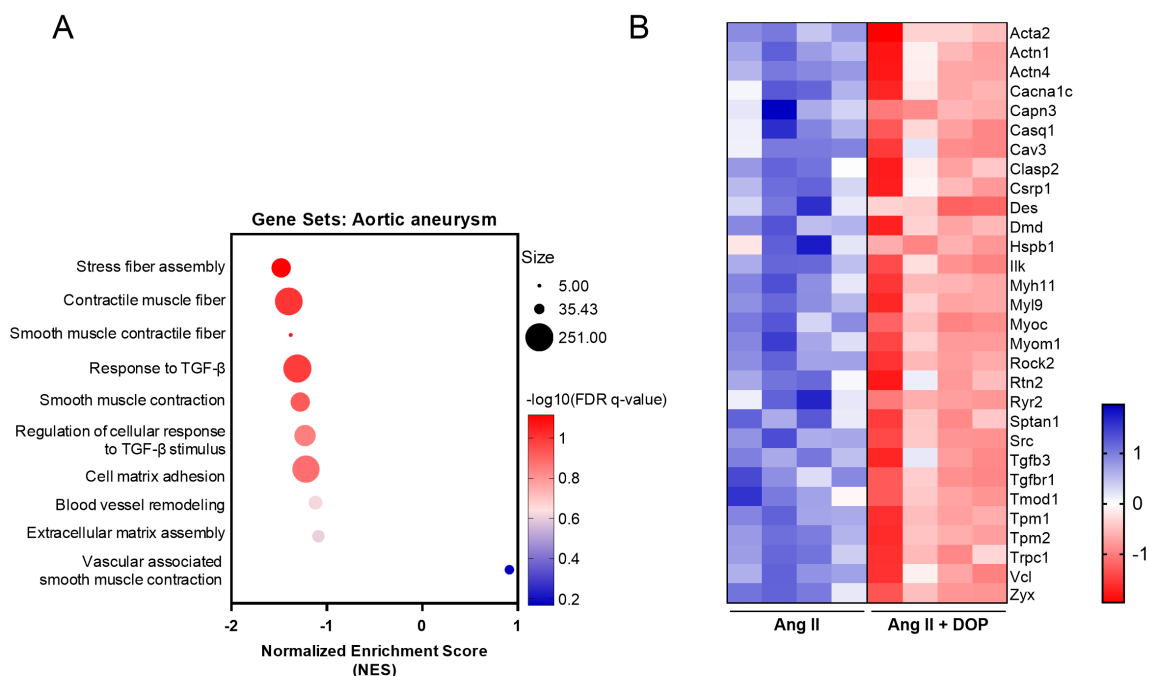 A
Gene Sets: Aortic aneurysm
Stress fiber assembly
Contractile muscle fiber
Smooth muscle contractile fiber
Response to TGF-β
Smooth muscle contraction
Regulation of cellular response
to TGF-β stimulus
Cell matrix adhesion
Blood vessel remodeling
Extracellular matrix assembly
Vascular associated
smooth muscle contraction
-2
-1
0
1
Normalized Enrichment Score
(NES)
Size
5.00
35.43
251.00
-log10(FDR q-value)
1
0.8
0.6
0.4
0.2
B
Acta2
Actn1
Actn4
Cacna1c
Capn3
Casq1
Cav3
Clasp2
Csrp1
Des
Dmd
Hspb1
Ilk
Myh11
Myl9
Myoc
Myom1
Rock2
Rtn2
Ryr2
Sptan1
Src
Tgfb3
Tgfbr1
Tmod1
Tpm1
Tpm2
Trpc1
Vcl
Zyx
Ang II
Ang II + DOP
1
0
-1